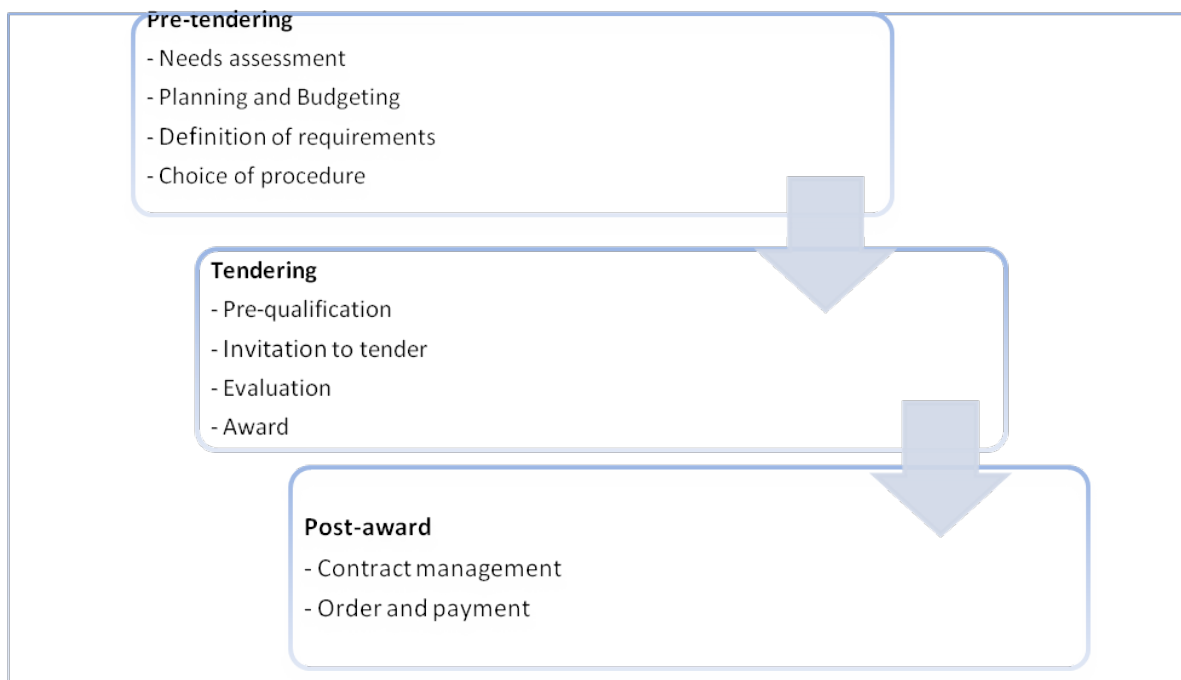 Pre-tendering
- Needs assessment
- Planning and Budgeting
- Definition of requirements
- Choice of procedure
Tendering
- Pre-qualification
- Invitation to tender
- Evaluation
- Award
Post-award
- Contract management
- Order and payment